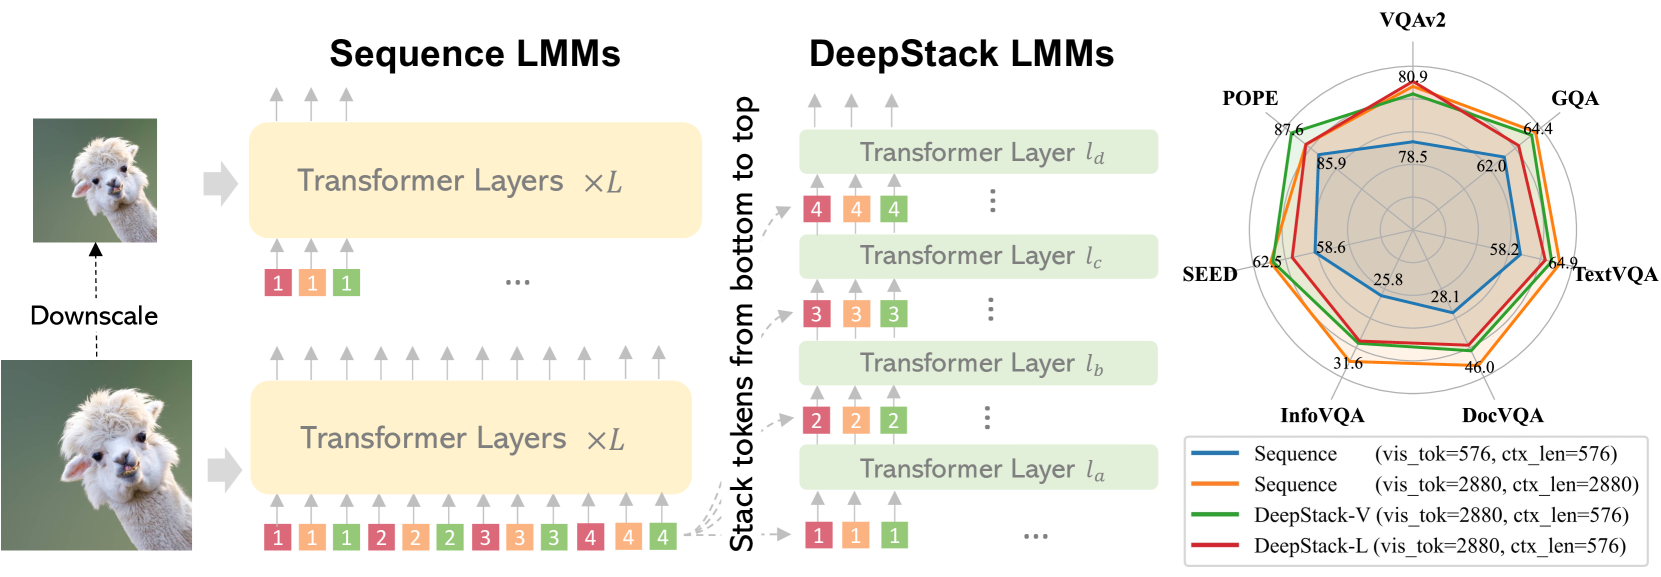 Sequence LMMs
Transformer Layers ×L
1 1 1 ...
Downscale
Transformer Layers ×L
1 1 1 2 2 2 3 3 3 4 4 4
Stack tokens from bottom to top
DeepStack LMMs
Transformer Layer l_d
4 4 4
Transformer Layer l_c
3 3 3
Transformer Layer l_b
2 2 2
Transformer Layer l_a
1 1 1 ...
VQAv2
80.9
78.5
POPE
87.6
85.9
GQA
64.4
62.0
SEED
62.5
58.6
TextVQA
64.9
58.2
InfoVQA
31.6
25.8
DocVQA
46.0
28.1
Sequence (vis_tok=576, ctx_len=576)
Sequence (vis_tok=2880, ctx_len=2880)
DeepStack-V (vis_tok=2880, ctx_len=576)
DeepStack-L (vis_tok=2880, ctx_len=576)